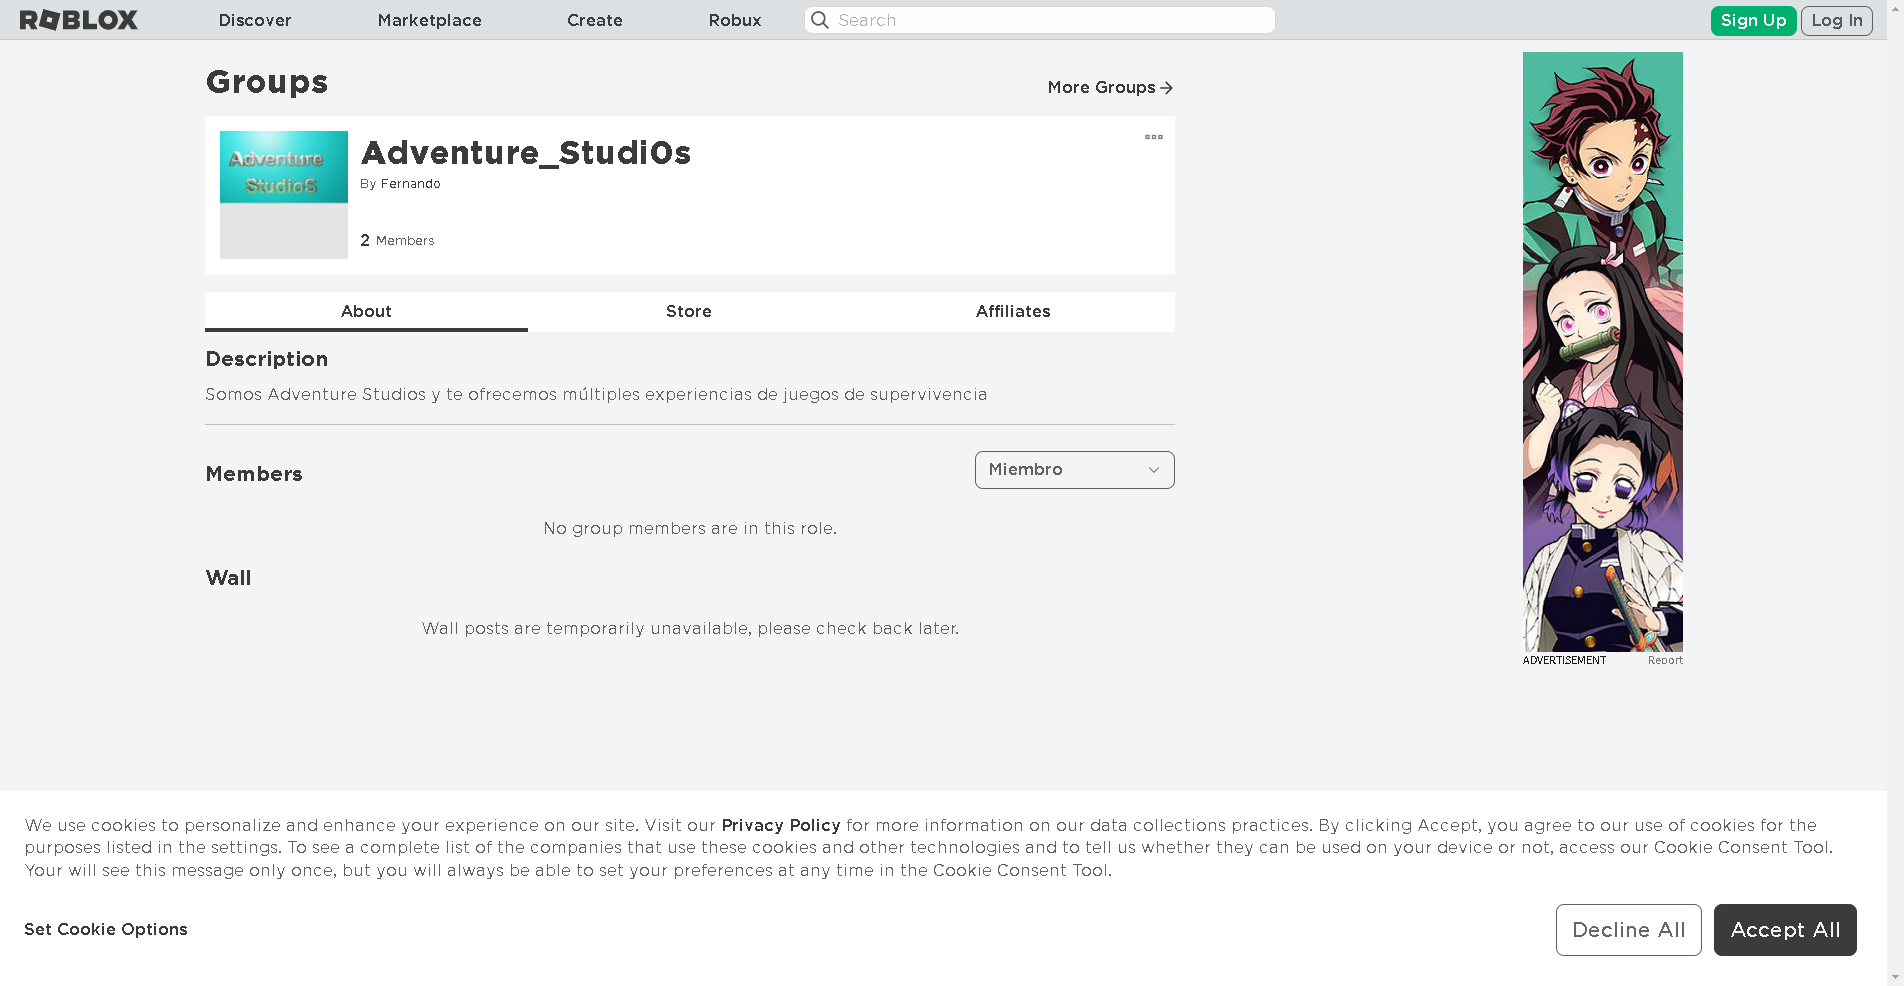 ROBLOX
Discover
Marketplace
Create
Robux
Search
Sign Up
Log In
Groups
More Groups
Adventure
StudioS
Adventure_Studi0s
By Fernando
2 Members
About
Store
Affiliates
Description
Somos Adventure Studios y te ofrecemos múltiples experiencias de juegos de supervivencia
Members
Miembro
No group members are in this role.
Wall
Wall posts are temporarily unavailable, please check back later.
ADVERTISEMENT
Report
We use cookies to personalize and enhance your experience on our site. Visit our Privacy Policy for more information on our data collections practices. By clicking Accept, you agree to our use of cookies for the
purposes listed in the settings. To see a complete list of the companies that use these cookies and other technologies and to tell us whether they can be used on your device or not, access our Cookie Consent Tool.
Your will see this message only once, but you will always be able to set your preferences at any time in the Cookie Consent Tool.
Set Cookie Options
Decline All
Accept All